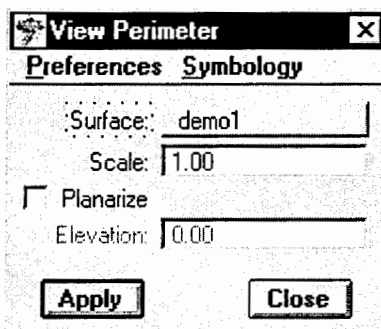 View Perimeter
Preferences Symbology
Surface: demo1
Scale: 1.00
Planarize
Elevation: 0.00
Apply Close